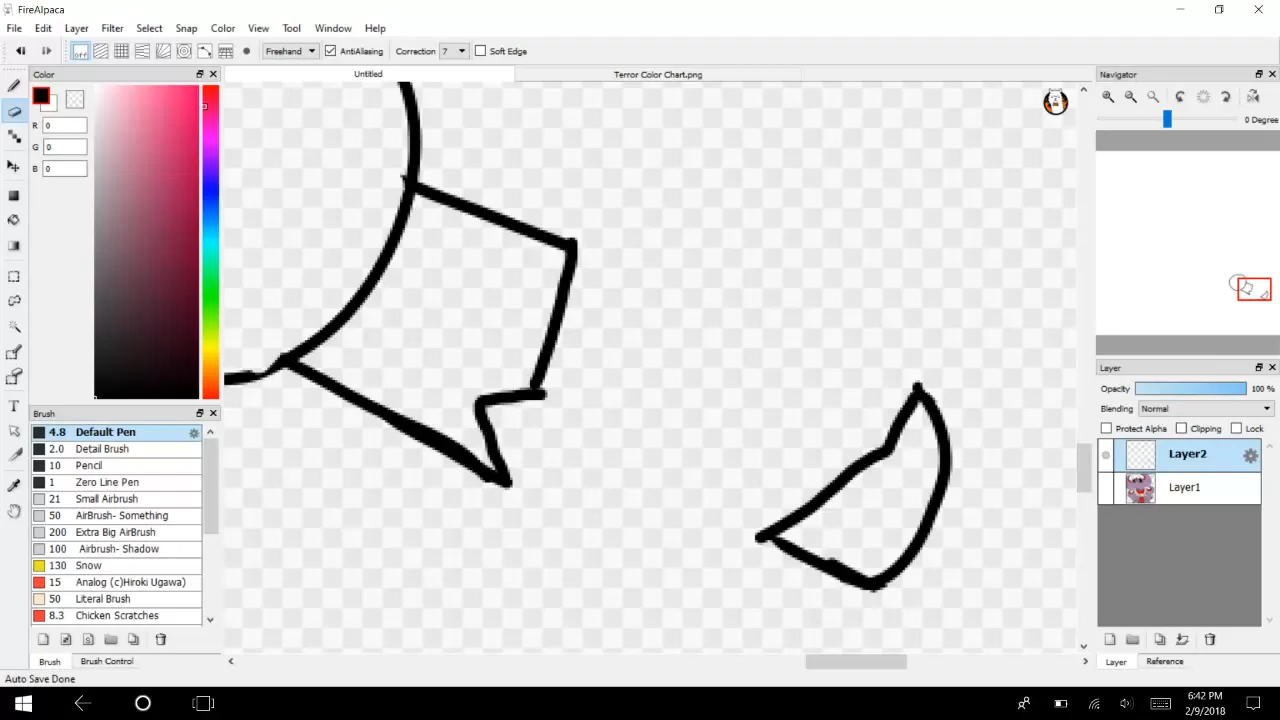 FireAlpaca
File Edit Layer Filter Select Snap Color View Tool Window Help
off Freehand AntiAliasing Correction 7 Soft Edge
Color
Untitled
Terror Color Chart.png
Navigator
R 0
G 0
B 0
0 Degree
Brush
4.8 Default Pen
2.0 Detail Brush
10 Pencil
1 Zero Line Pen
21 Small Airbrush
50 AirBrush- Something
200 Extra Big AirBrush
100 Airbrush- Shadow
130 Snow
15 Analog (c)Hiroki Ugawa)
50 Literal Brush
8.3 Chicken Scratches
Brush Brush Control
Layer
Opacity 100 %
Blending Normal
Protect Alpha Clipping Lock
Layer2
Layer1
Layer Reference
Auto Save Done
6:42 PM
2/9/2018